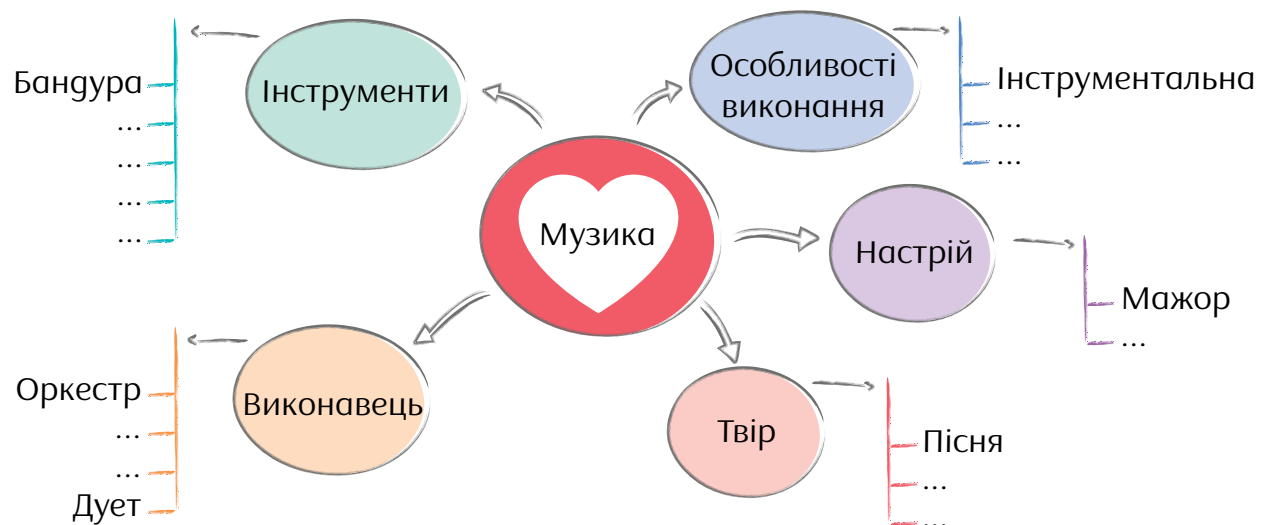 Інструменти
Бандура
...
...
...
...
Особливості
виконання
Інструментальна
...
...
Музика
Настрій
Мажор
...
Виконавець
Оркестр
...
...
Дует
Твір
Пісня
...
...